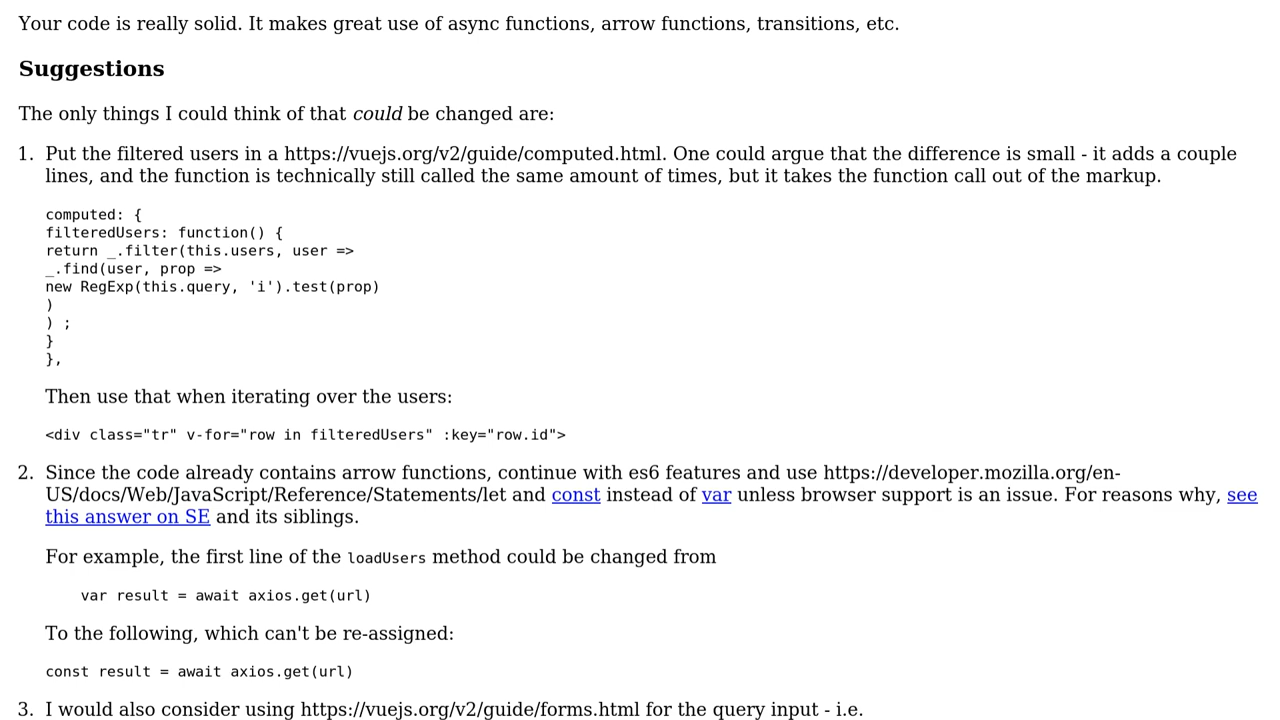 Your code is really solid. It makes great use of async functions, arrow functions, transitions, etc.
Suggestions
The only things I could think of that could be changed are:
1. Put the filtered users in a https://vuejs.org/v2/guide/computed.html. One could argue that the difference is small - it adds a couple
lines, and the function is technically still called the same amount of times, but it takes the function call out of the markup.
computed: {
filteredUsers: function() {
return _.filter(this.users, user =>
_.find(user, prop =>
new RegExp(this.query, 'i').test(prop)
)
) ;
}
},
Then use that when iterating over the users:
<div class="tr" v-for="row in filteredUsers" :key="row.id">
2. Since the code already contains arrow functions, continue with es6 features and use https://developer.mozilla.org/en-
US/docs/Web/JavaScript/Reference/Statements/let and const instead of var unless browser support is an issue. For reasons why, see
this answer on SE and its siblings.
For example, the first line of the loadUsers method could be changed from
var result = await axios.get(url)
To the following, which can't be re-assigned:
const result = await axios.get(url)
3. I would also consider using https://vuejs.org/v2/guide/forms.html for the query input - i.e.